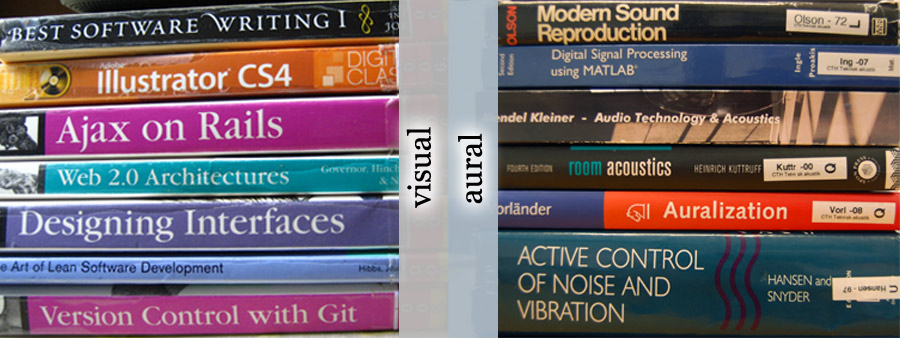 BEST SOFTWARE WRITING I
Adobe
Illustrator CS4
DIGIT
CLAS
Ajax on Rails
Web 2.0 Architectures
Governor, Hinch
& N
Designing Interfaces
e Art of Lean Software Development
Hibbs,
Version Control with Git
visual
aural
OLSON
Modern Sound
Reproduction
Olson - 72
L
Second
Edition
Digital Signal Processing
using MATLAB®
Ingle
Proakis
Ing -07
CTH Teknisk akustik
Mat.
endel Kleiner - Audio Technology & Acoustics
FOURTH EDITION
room acoustics
HEINRICH KUTTRUFF
Kuttr -00
CTH Teknisk akustik
Q
orländer
Auralization
Vorl -08
CTH Teknisk akustik
Q
ACTIVE CONTROL
OF NOISE AND
VIBRATION
HANSEN and
SNYDER
Hansen - 97